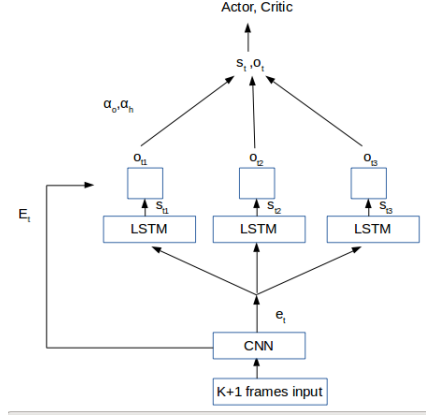 Actor, Critic
s_t ,o_t
α_o,α_h
o_t1 o_t2 o_t3
E_t s_t1 s_t2 s_t3
LSTM LSTM LSTM
e_t
CNN
K+1 frames input